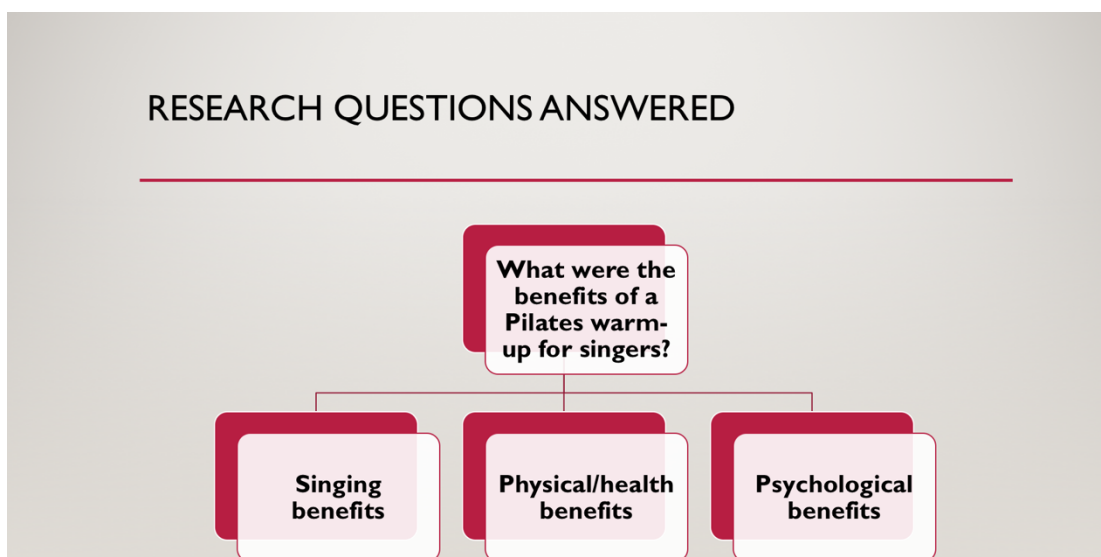 RESEARCH QUESTIONS ANSWERED
What were the
benefits of a
Pilates warm-
up for singers?
Singing
benefits
Physical/health
benefits
Psychological
benefits